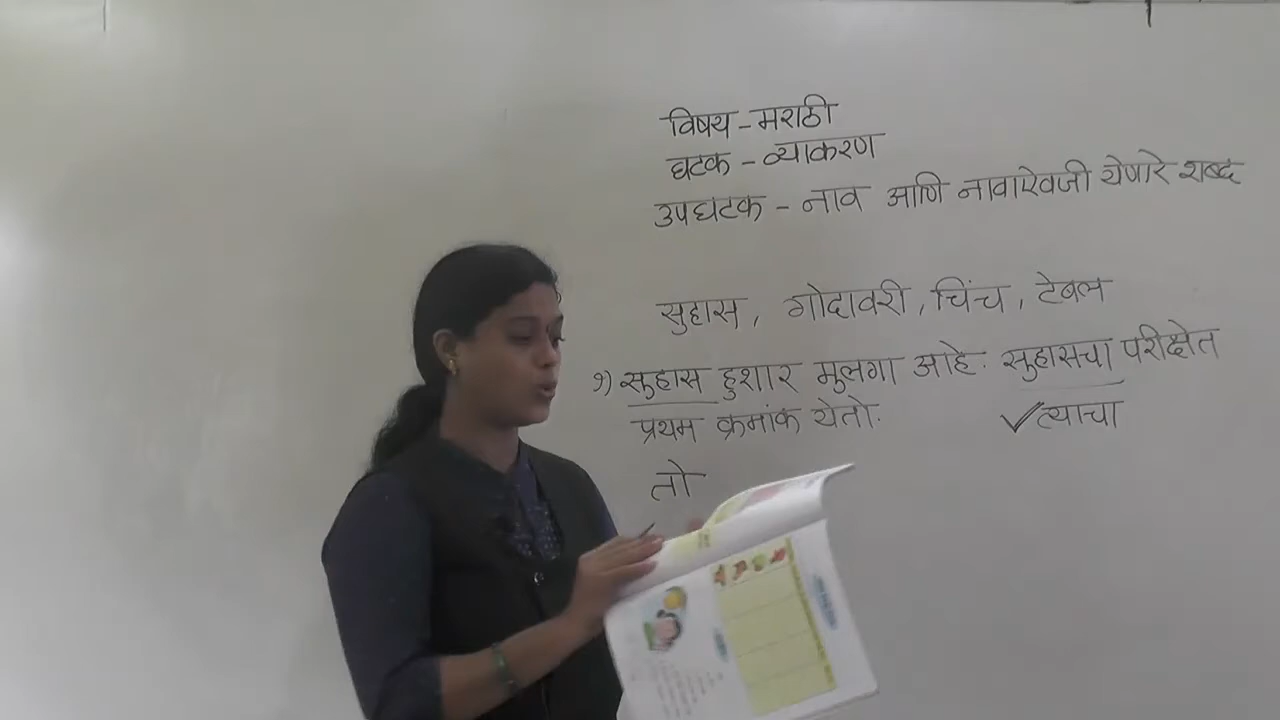 विषय - मराठी
घटक - व्याकरण
उपघटक - नाव आणि नावाऐवजी येणारे शब्द
सुहास, गोदावरी, चिंच, टेबल
१) सुहास हुशार मुलगा आहे. सुहासचा परीक्षेत
प्रथम क्रमांक येतो.
✓त्याचा
तो